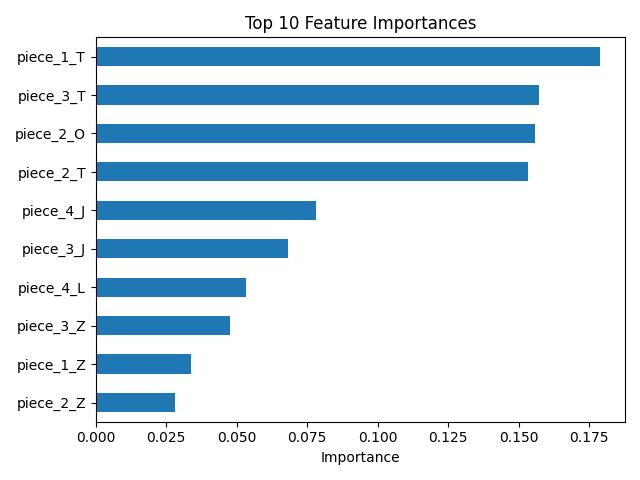 Top 10 Feature Importances
piece_1_T
piece_3_T
piece_2_O
piece_2_T
piece_4_J
piece_3_J
piece_4_L
piece_3_Z
piece_1_Z
piece_2_Z
0.000 0.025 0.050 0.075 0.100 0.125 0.150 0.175
Importance